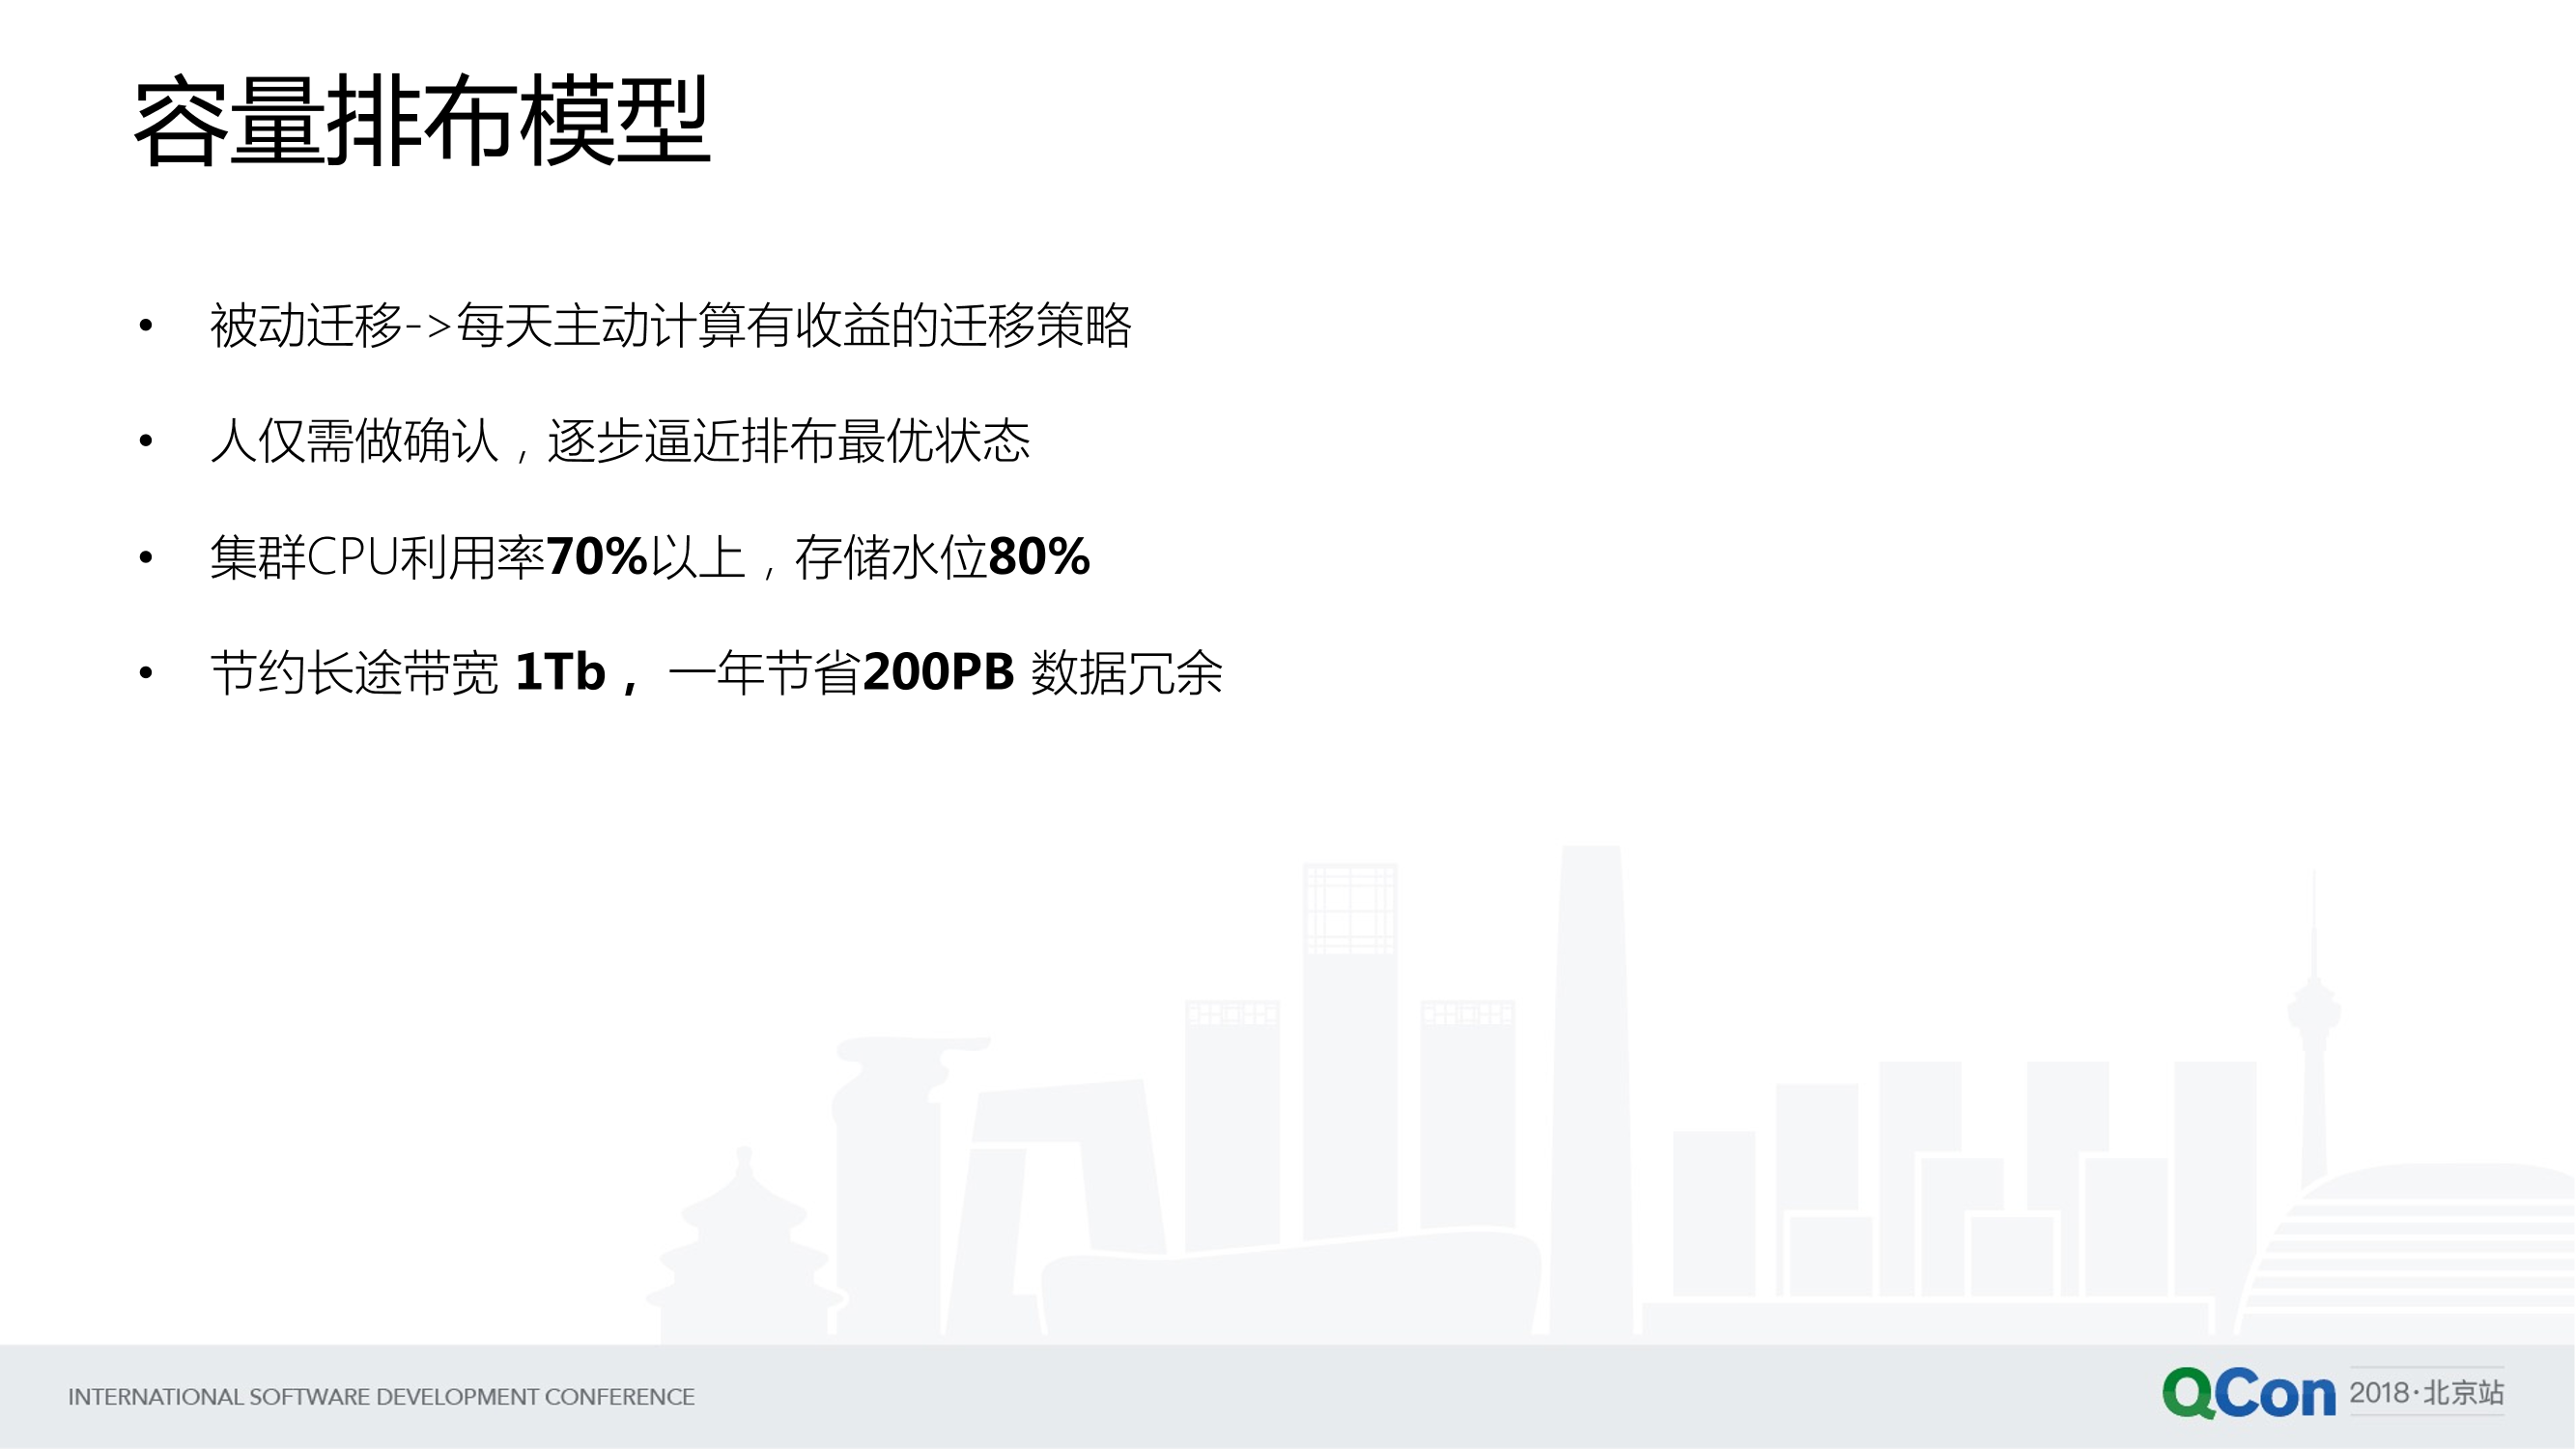 容量排布模型
• 被动迁移->每天主动计算有收益的迁移策略
• 人仅需做确认，逐步逼近排布最优状态
• 集群CPU利用率70%以上，存储水位80%
• 节约长途带宽 1Tb， 一年节省200PB 数据冗余
INTERNATIONAL SOFTWARE DEVELOPMENT CONFERENCE
QCon 2018·北京站